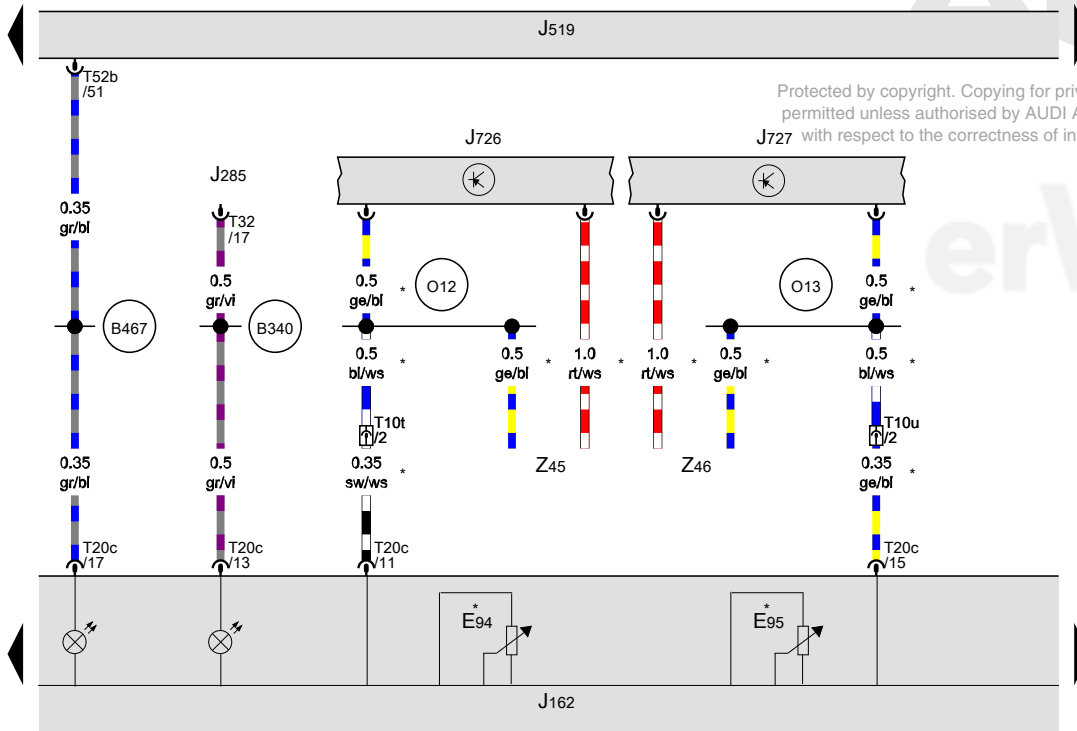 J519
T52b
/51
Protected by copyright. Copying for
permitted unless authorised by AUDI
with respect to the correctness of
J726
J727
J285
T32
/17
0.35
gr/bl
0.5
gr/vi
0.5
ge/bl *
O12
O13
0.5
ge/bl *
B467
B340
0.5
bl/ws *
0.5
ge/bl *
1.0
rt/ws *
1.0
rt/ws *
0.5
ge/bl *
0.5
bl/ws *
T10t
/2
T10u
/2
Z45
Z46
0.35
gr/bl
0.5
gr/vi
0.35
sw/ws *
0.35
ge/bl *
T20c
/17
T20c
/13
T20c
/11
T20c
/15
*
E94
*
E95
J162
er